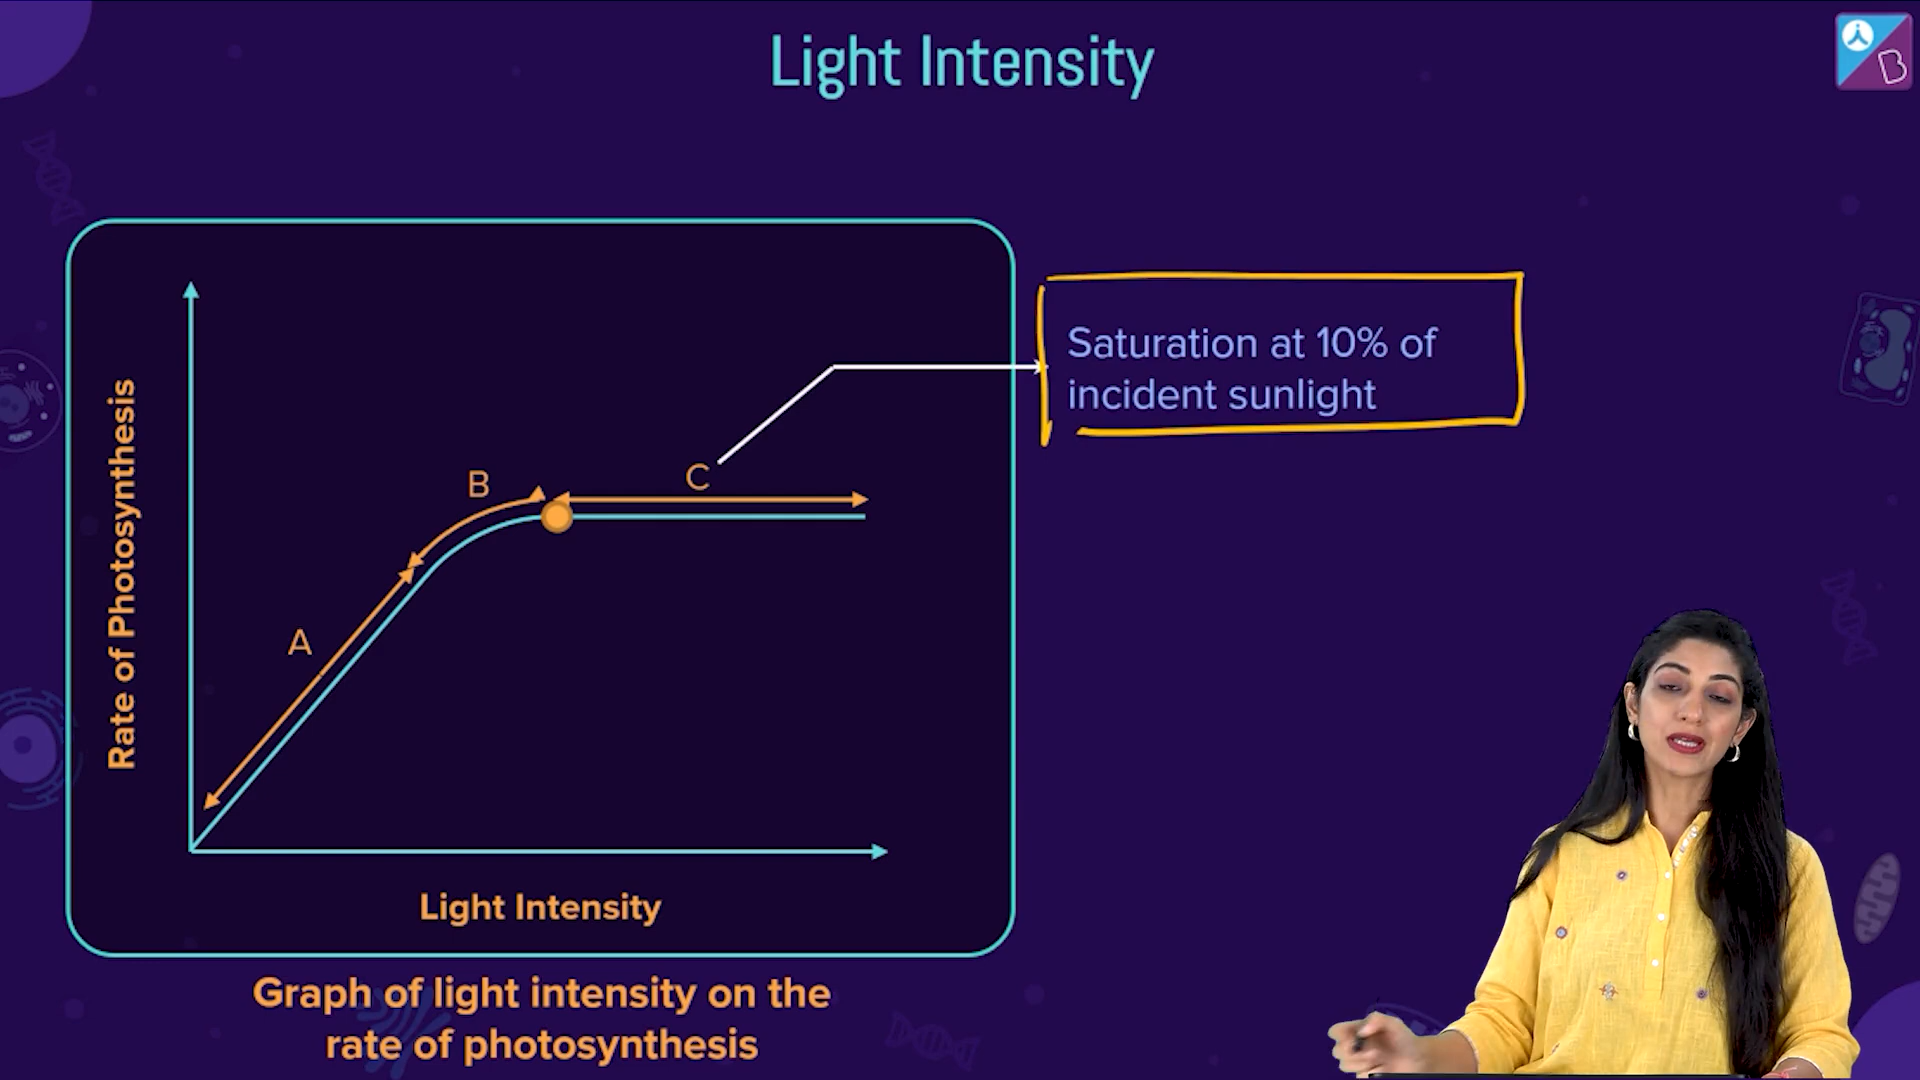 Light Intensity
B
Saturation at 10% of
incident sunlight
Rate of Photosynthesis
A
B
C
Light Intensity
Graph of light intensity on the
rate of photosynthesis